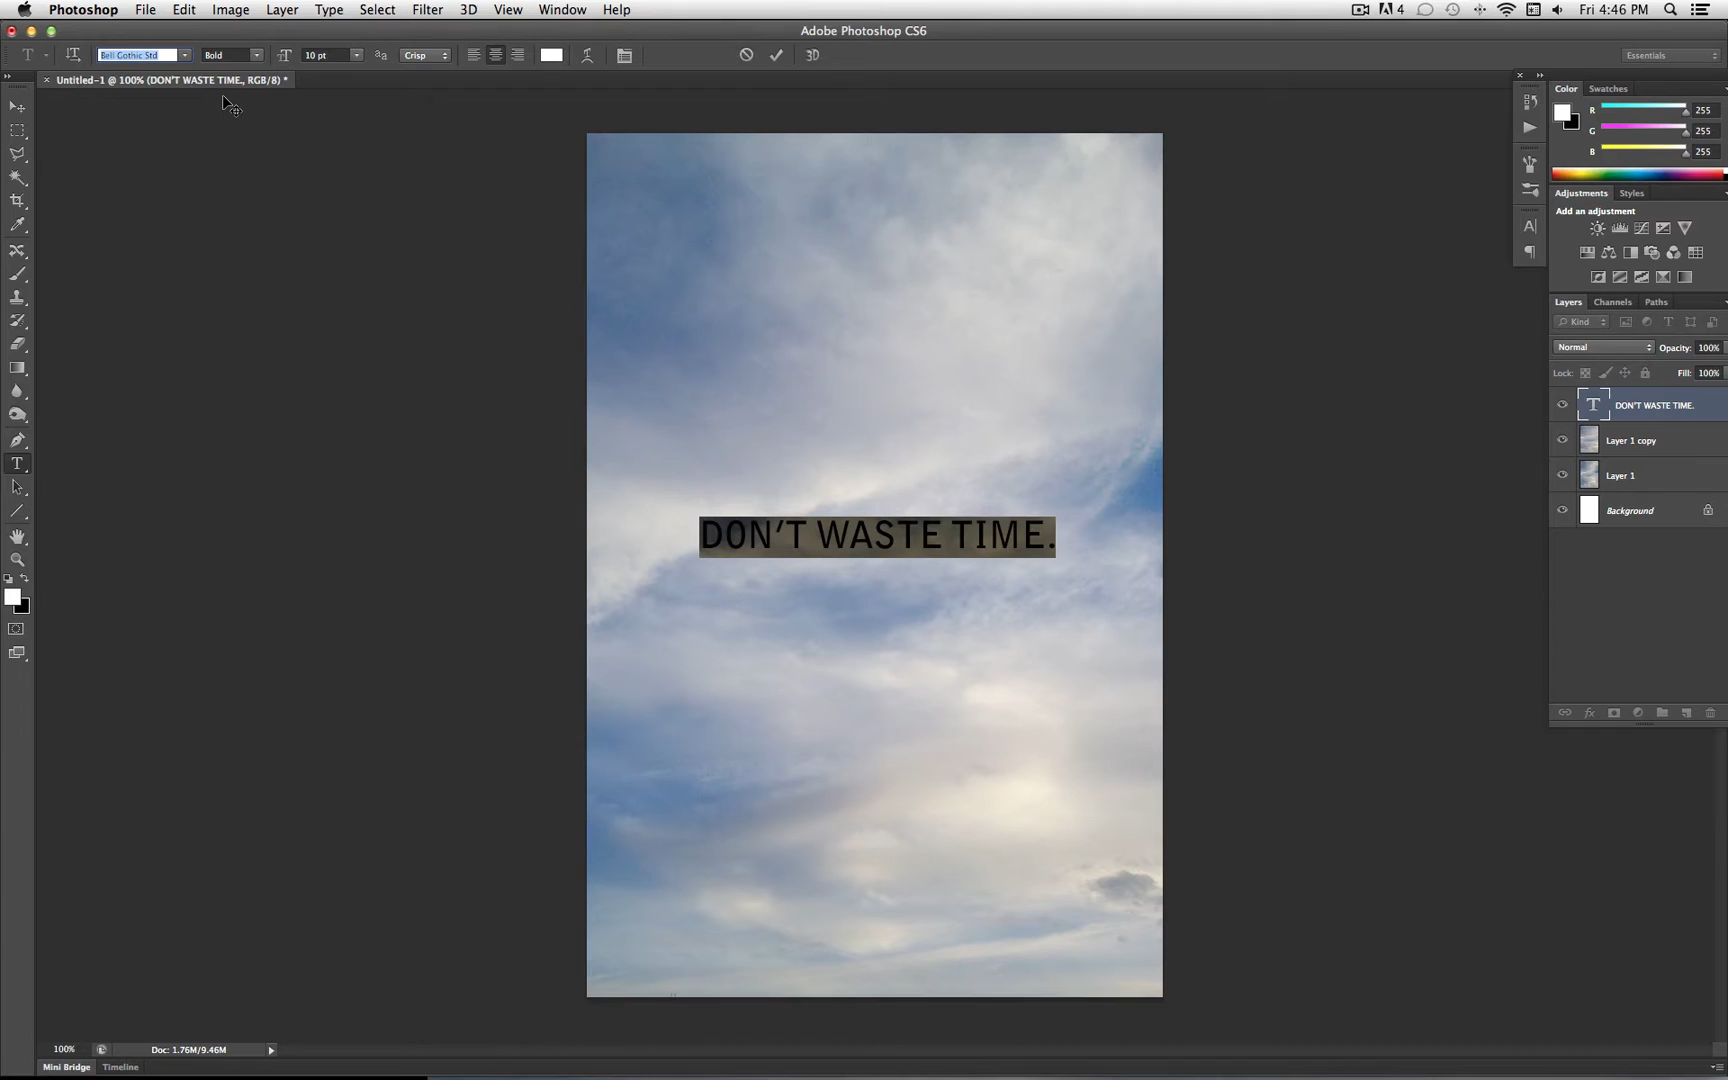 Photoshop File Edit Image Layer Type Select Filter 3D View Window Help
4
Fri 4:46 PM
Adobe Photoshop CS6
T Bell Gothic Std Bold 10 pt aa Crisp 3D Essentials
× Untitled-1 @ 100% (DON'T WASTE TIME., RGB/8) *
Color Swatches
R 255
G 255
B 255
Adjustments Styles
Add an adjustment
Layers Channels Paths
Kind
Normal Opacity: 100%
Lock: Fill: 100%
T DON'T WASTE TIME.
Layer 1 copy
Layer 1
Background
fx
DON'T WASTE TIME.
100% Doc: 1.76M/9.46M
Mini Bridge Timeline